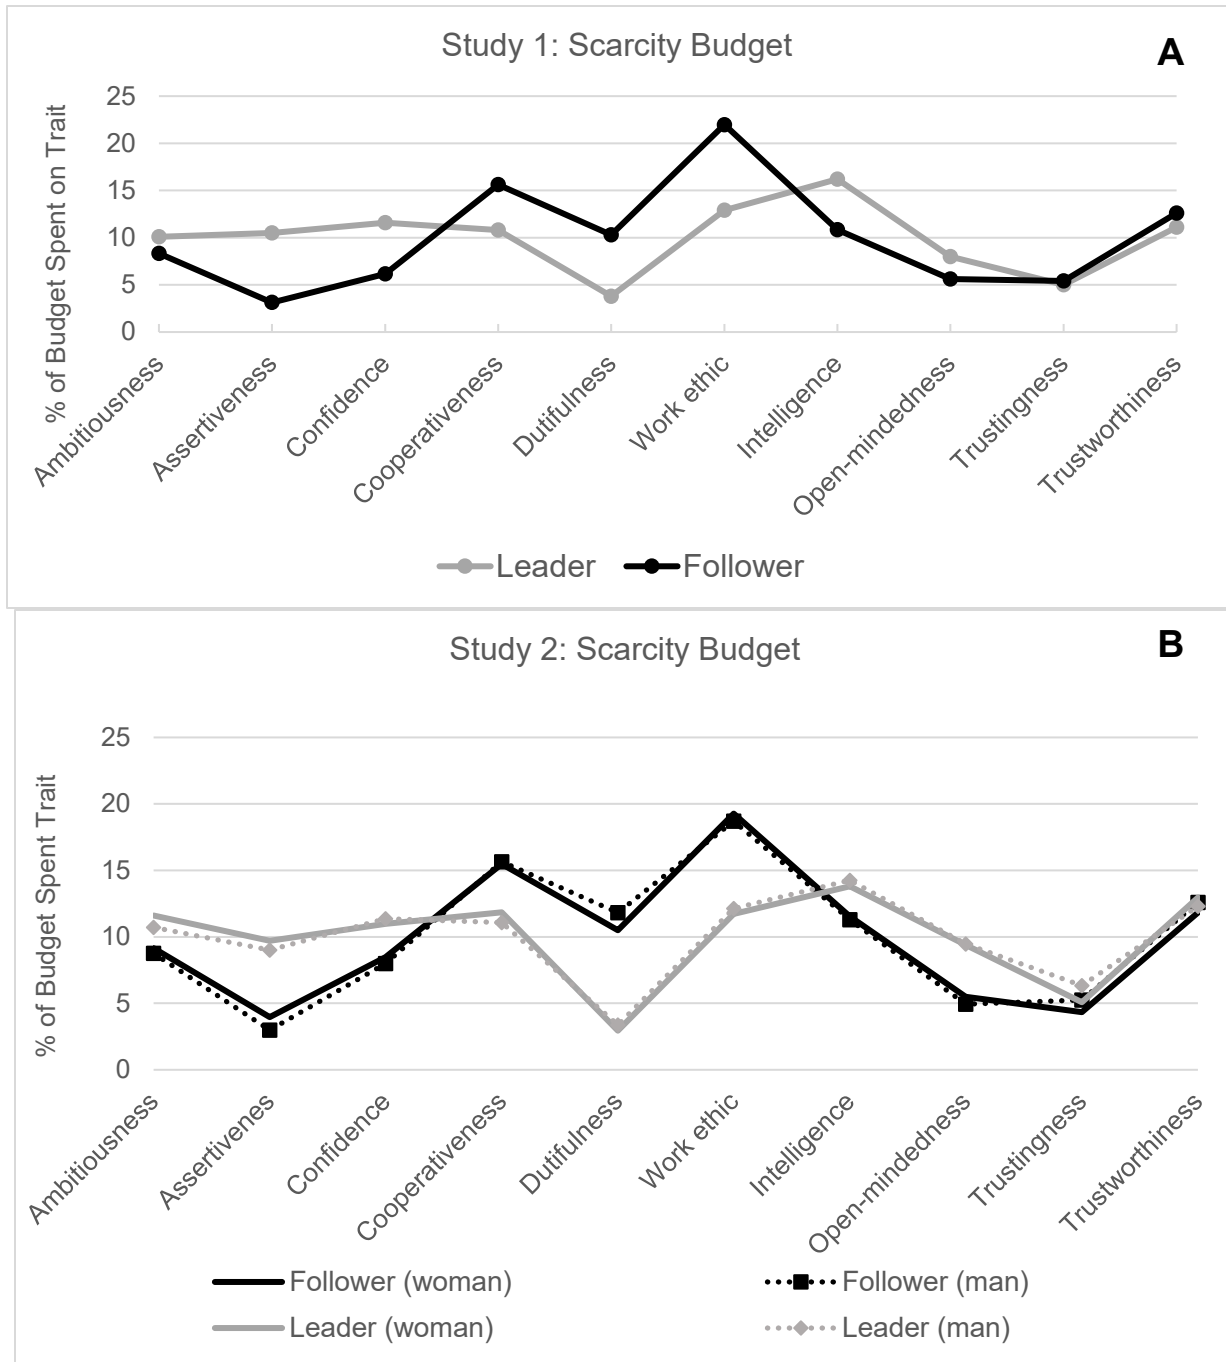 Study 1: Scarcity Budget
A
% of Budget Spent on Trait
25
20
15
10
5
0
Ambitiousness
Assertiveness
Confidence
Cooperativeness
Dutifulness
Work ethic
Intelligence
Open-mindedness
Trustingness
Trustworthiness
Leader
Follower
Study 2: Scarcity Budget
B
% of Budget Spent Trait
25
20
15
10
5
0
Ambitiousness
Assertivenes
Confidence
Cooperativeness
Dutifulness
Work ethic
Intelligence
Open-mindedness
Trustingness
Trustworthiness
Follower (woman)
Follower (man)
Leader (woman)
Leader (man)